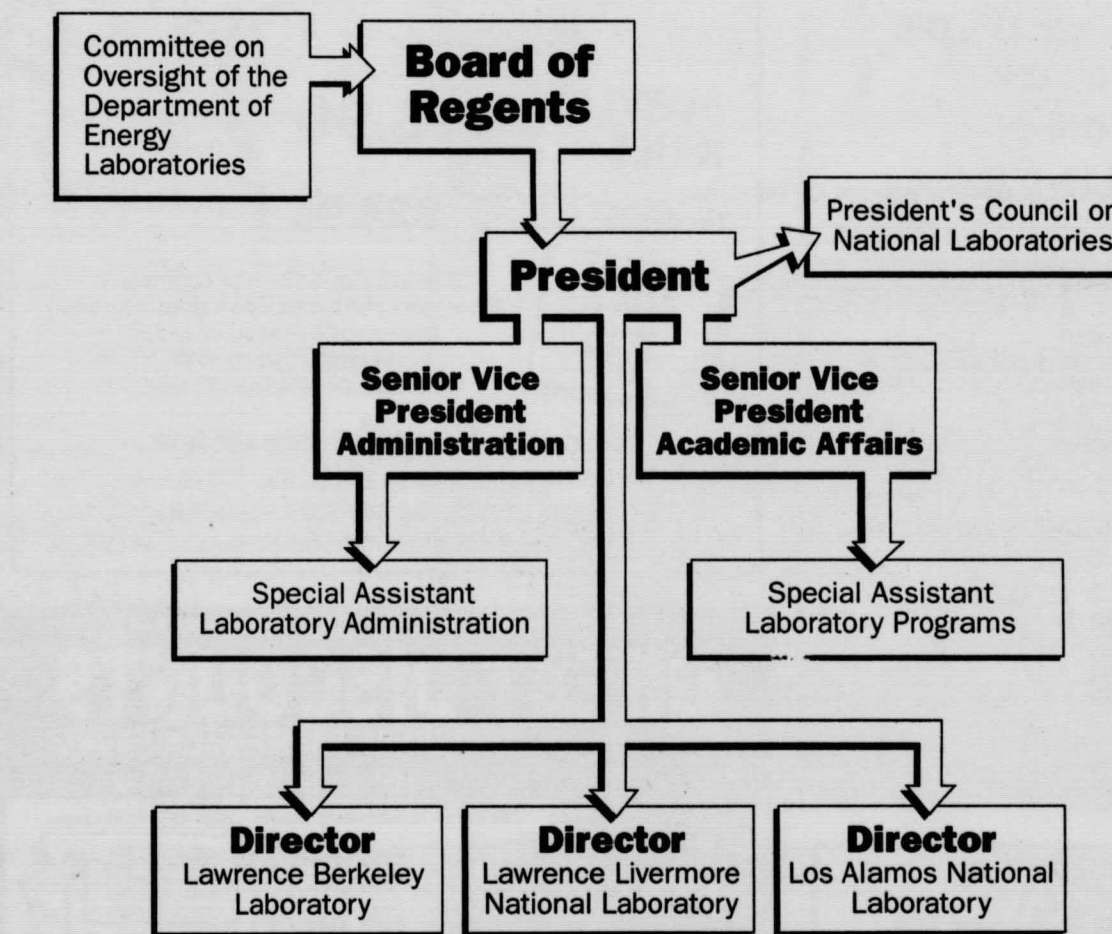 Committee on
Oversight of the
Department of
Energy
Laboratories
Board of
Regents
President's Council on
National Laboratories
President
Senior Vice
President
Administration
Senior Vice
President
Academic Affairs
Special Assistant
Laboratory Administration
Special Assistant
Laboratory Programs
Director
Lawrence Berkeley
Laboratory
Director
Lawrence Livermore
National Laboratory
Director
Los Alamos National
Laboratory